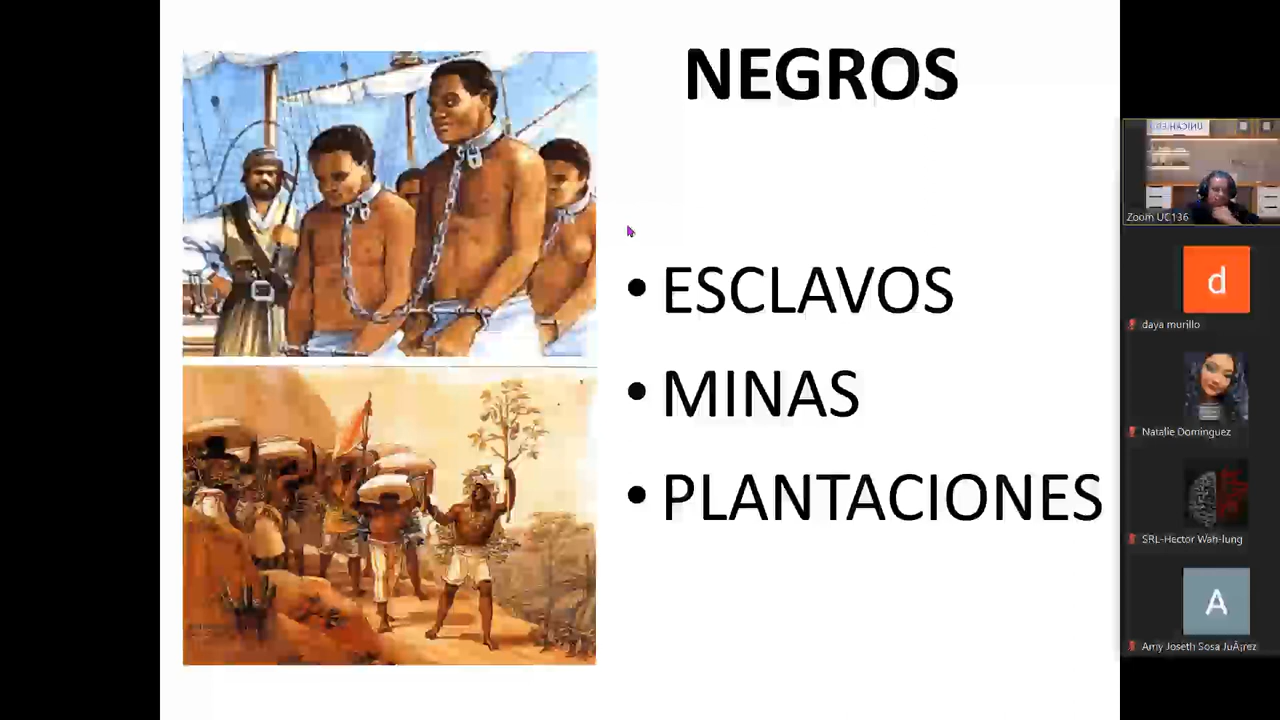 NEGROS
• ESCLAVOS
• MINAS
• PLANTACIONES
Zoom UC136
d
daya murillo
Natalie Dominguez
SRL-Hector Wah-lung
A
Amy Joseth Sosa JuÃ¡rez